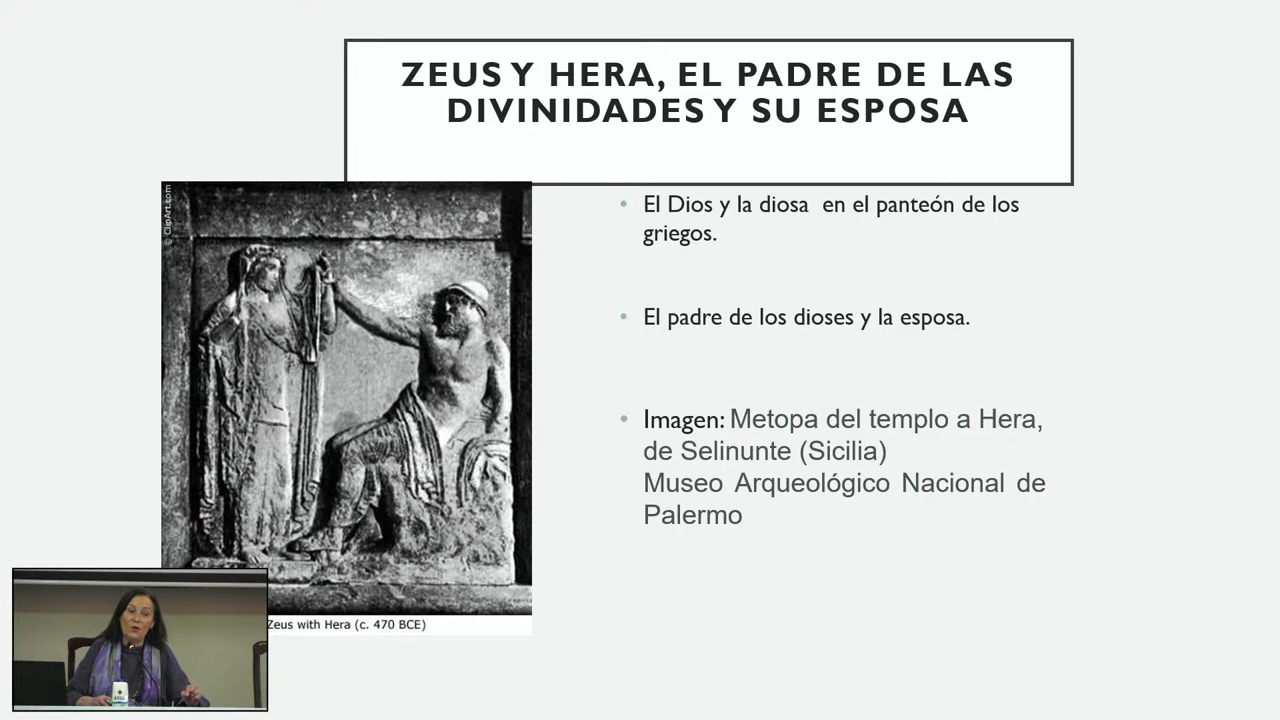 ZEUS Y HERA, EL PADRE DE LAS
DIVINIDADES Y SU ESPOSA
© ClipArt.com
• El Dios y la diosa en el panteón de los
griegos.
• El padre de los dioses y la esposa.
• Imagen: Metopa del templo a Hera,
de Selinunte (Sicilia)
Museo Arqueológico Nacional de
Palermo
Zeus with Hera (c. 470 BCE)